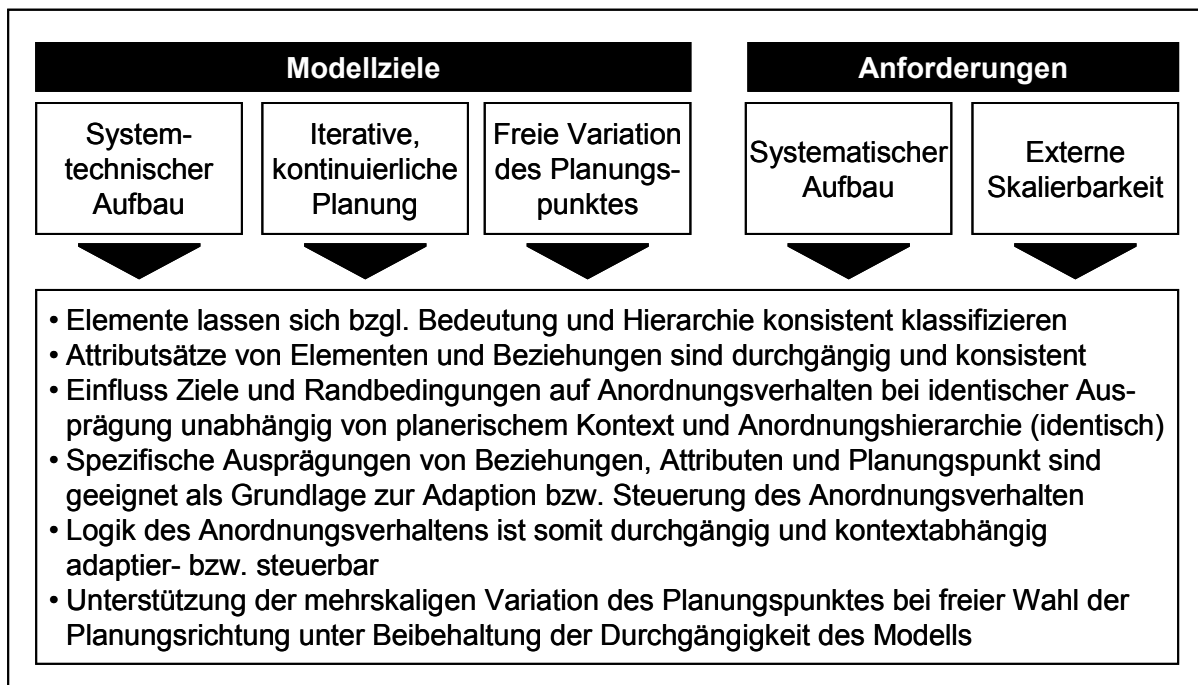 Modellziele
Anforderungen
System-
technischer
Aufbau
Iterative,
kontinuierliche
Planung
Freie Variation
des Planungs-
punktes
Systematischer
Aufbau
Externe
Skalierbarkeit
• Elemente lassen sich bzgl. Bedeutung und Hierarchie konsistent klassifizieren
• Attributsätze von Elementen und Beziehungen sind durchgängig und konsistent
• Einfluss Ziele und Randbedingungen auf Anordnungsverhalten bei identischer Aus-
prägung unabhängig von planerischem Kontext und Anordnungshierarchie (identisch)
• Spezifische Ausprägungen von Beziehungen, Attributen und Planungspunkt sind
geeignet als Grundlage zur Adaption bzw. Steuerung des Anordnungsverhalten
• Logik des Anordnungsverhaltens ist somit durchgängig und kontextabhängig
adaptier- bzw. steuerbar
• Unterstützung der mehrskaligen Variation des Planungspunktes bei freier Wahl der
Planungsrichtung unter Beibehaltung der Durchgängigkeit des Modells